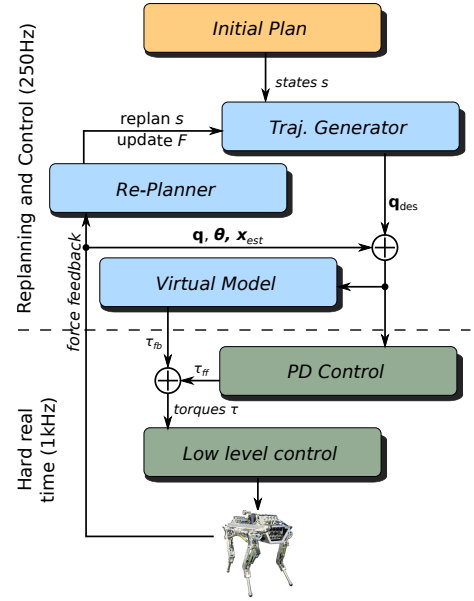 Initial Plan
states s
Traj. Generator
replan s
update F
Re-Planner
q_des
q, θ, x_est
Virtual Model
force feedback
Replanning and Control (250Hz)
τ_fb
τ_ff
PD Control
torques τ
Low level control
Hard real
time (1kHz)